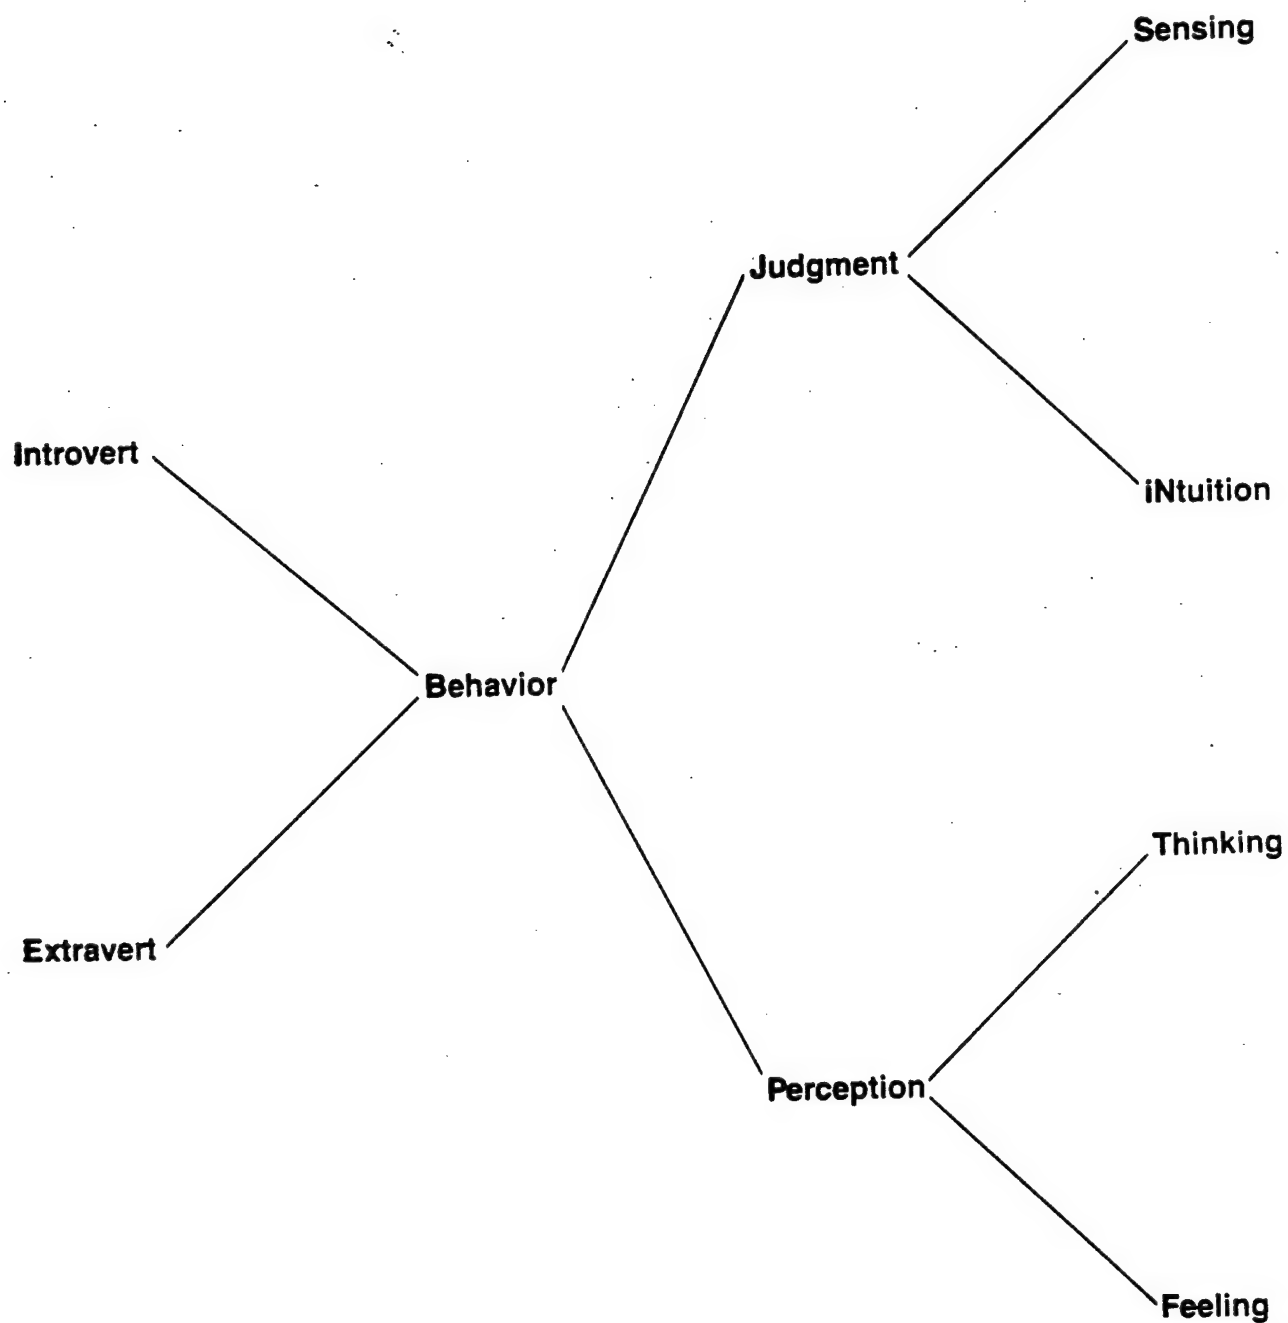 Sensing
Judgment
Introvert
iNtuition
Behavior
Thinking
Extravert
Perception
Feeling